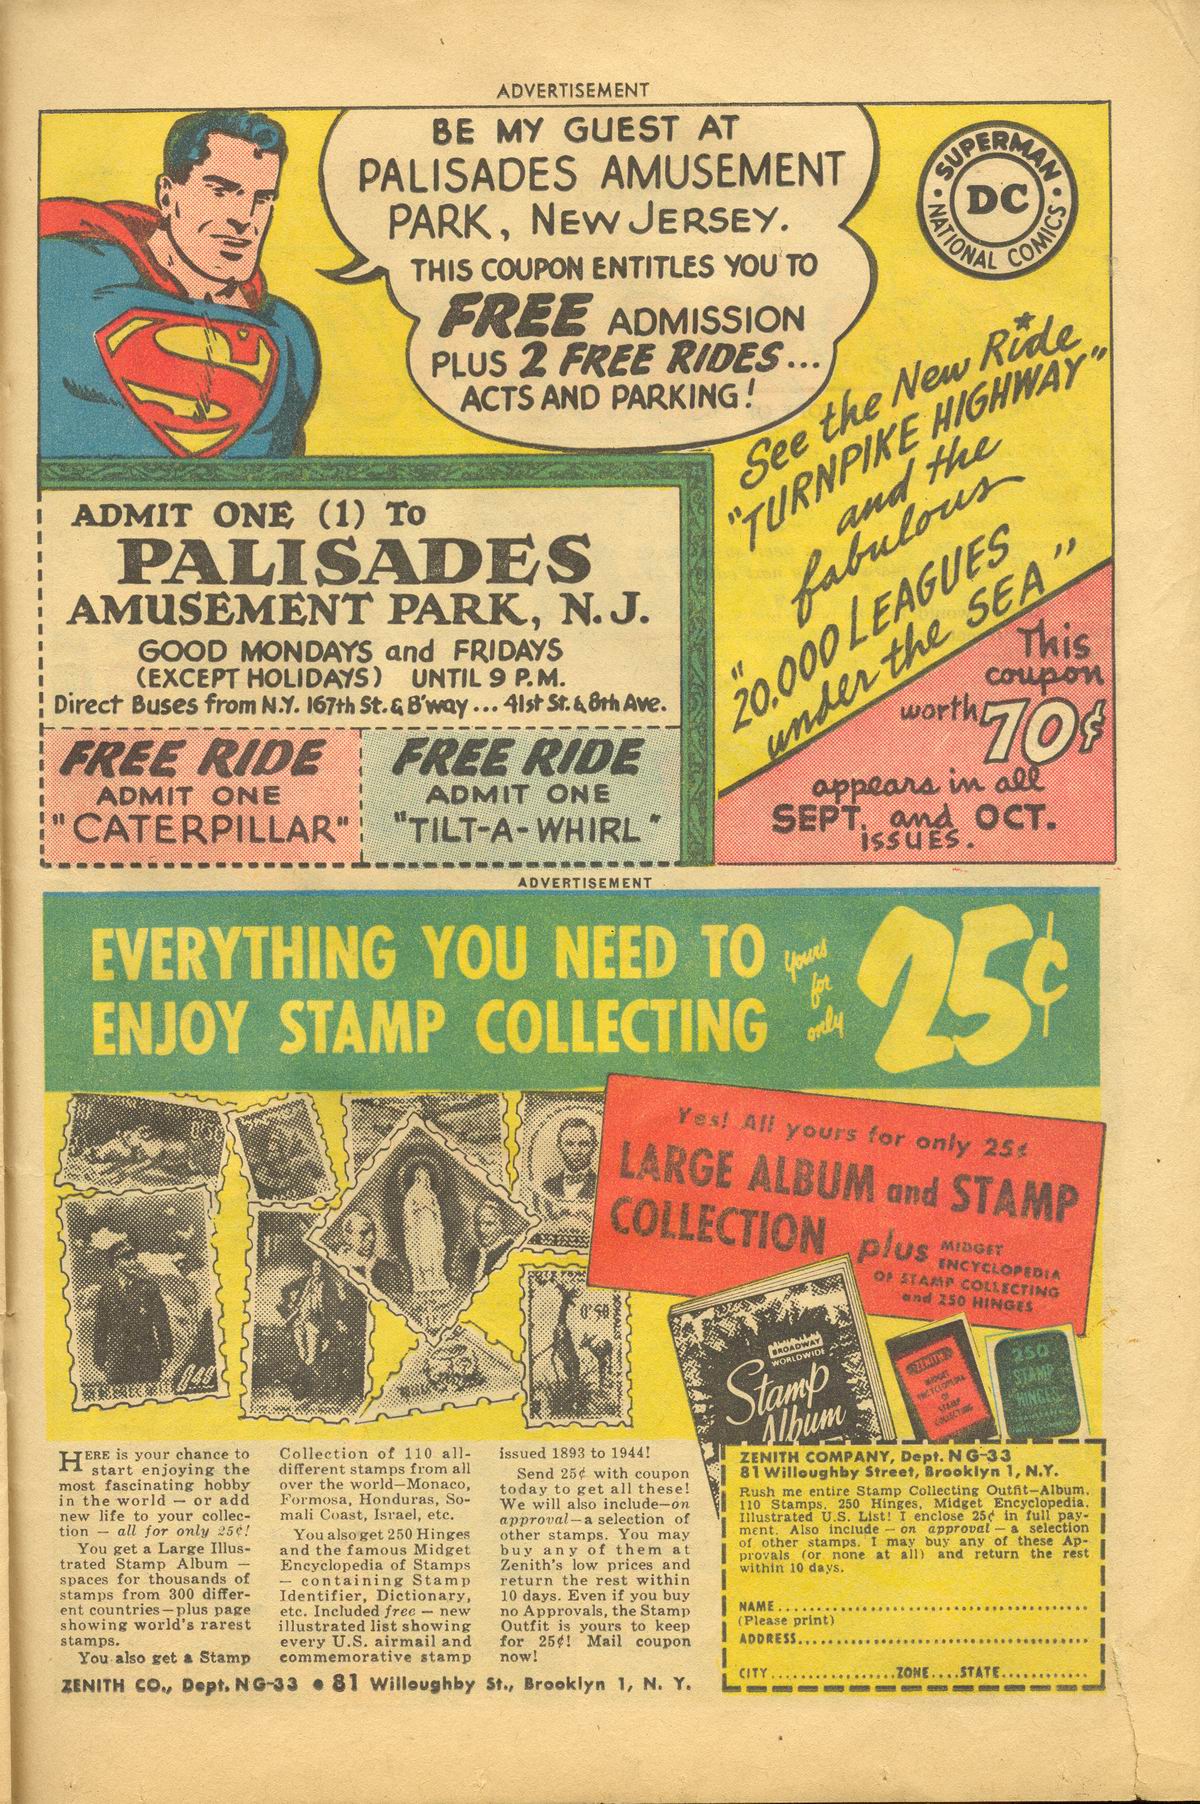 ADVERTISEMENT
BE MY GUEST AT
PALISADES AMUSEMENT
PARK, NEW JERSEY.
THIS COUPON ENTITLES YOU TO
FREE ADMISSION
PLUS 2 FREE RIDES...
ACTS AND PARKING!
SUPERMAN
DC
NATIONAL COMICS
See the New Ride
"TURNPIKE HIGHWAY"
and the
fabulous
"20,000 LEAGUES
under the SEA"
This
coupon
worth 70¢
appears in all
SEPT. and OCT.
ISSUES.
ADMIT ONE (1) TO
PALISADES
AMUSEMENT PARK, N.J.
GOOD MONDAYS and FRIDAYS
(EXCEPT HOLIDAYS) UNTIL 9 P.M.
Direct Buses from N.Y. 167th St. & B'way... 41st St. & 8th Ave.
FREE RIDE
ADMIT ONE
"CATERPILLAR"
FREE RIDE
ADMIT ONE
"TILT-A-WHIRL"
ADVERTISEMENT
EVERYTHING YOU NEED TO
ENJOY STAMP COLLECTING
Yours
for
only
25¢
Yes! All yours for only 25¢
LARGE ALBUM and STAMP
COLLECTION plus MIDGET
ENCYCLOPEDIA
OF STAMP COLLECTING
and 250 HINGES
0'50
BROADWAY
WORLDWIDE
Stamp
Album
ZENITH
MIDGET
ENCYCLOPEDIA
OF
STAMP
COLLECTING
250
STAMP
HINGES
HERE is your chance to
start enjoying the
most fascinating hobby
in the world — or add
new life to your collec-
tion — all for only 25¢!
You get a Large Illus-
trated Stamp Album —
spaces for thousands of
stamps from 300 differ-
ent countries—plus page
showing world's rarest
stamps.
You also get a Stamp
Collection of 110 all-
different stamps from all
over the world—Monaco,
Formosa, Honduras, So-
mali Coast, Israel, etc.
You also get 250 Hinges
and the famous Midget
Encyclopedia of Stamps
— containing Stamp
Identifier, Dictionary,
etc. Included free — new
illustrated list showing
every U.S. airmail and
commemorative stamp
issued 1893 to 1944!
Send 25¢ with coupon
today to get all these!
We will also include—on
approval—a selection of
other stamps. You may
buy any of them at
Zenith's low prices and
return the rest within
10 days. Even if you buy
no Approvals, the Stamp
Outfit is yours to keep
for 25¢! Mail coupon
now!
ZENITH CO., Dept. NG-33 • 81 Willoughby St., Brooklyn 1, N. Y.
ZENITH COMPANY, Dept. NG-33
81 Willoughby Street, Brooklyn 1, N.Y.
Rush me entire Stamp Collecting Outfit—Album,
110 Stamps, 250 Hinges, Midget Encyclopedia,
Illustrated U.S. List! I enclose 25¢ in full pay-
ment. Also include — on approval — a selection
of other stamps. I may buy any of these Ap-
provals (or none at all) and return the rest
within 10 days.
NAME
(Please print)
ADDRESS
CITY ZONE STATE